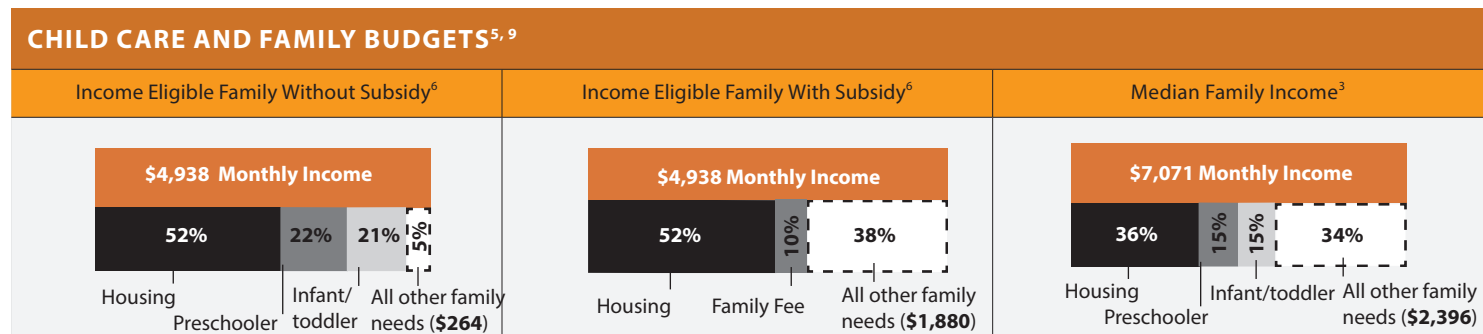 CHILD CARE AND FAMILY BUDGETS5, 9
Income Eligible Family Without Subsidy6
Income Eligible Family With Subsidy6
Median Family Income3
$4,938 Monthly Income
52%
22%
21%
5%
Housing
Preschooler
Infant/
toddler
All other family
needs ($264)
$4,938 Monthly Income
52%
10%
38%
Housing
Family Fee
All other family
needs ($1,880)
$7,071 Monthly Income
36%
15%
15%
34%
Housing
Preschooler
Infant/toddler
All other family
needs ($2,396)